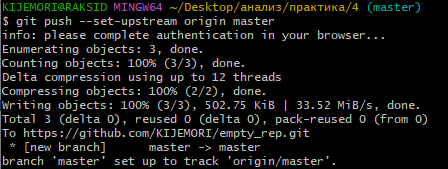 KIJEMORI@RAKSID MINGW64 ~/Desktop/анализ/практика/4 (master)
$ git push --set-upstream origin master
info: please complete authentication in your browser...
Enumerating objects: 3, done.
Counting objects: 100% (3/3), done.
Delta compression using up to 12 threads
Compressing objects: 100% (2/2), done.
Writing objects: 100% (3/3), 502.75 KiB | 33.52 MiB/s, done.
Total 3 (delta 0), reused 0 (delta 0), pack-reused 0 (from 0)
To https://github.com/KIJEMORI/empty_rep.git
 * [new branch]      master -> master
branch 'master' set up to track 'origin/master'.